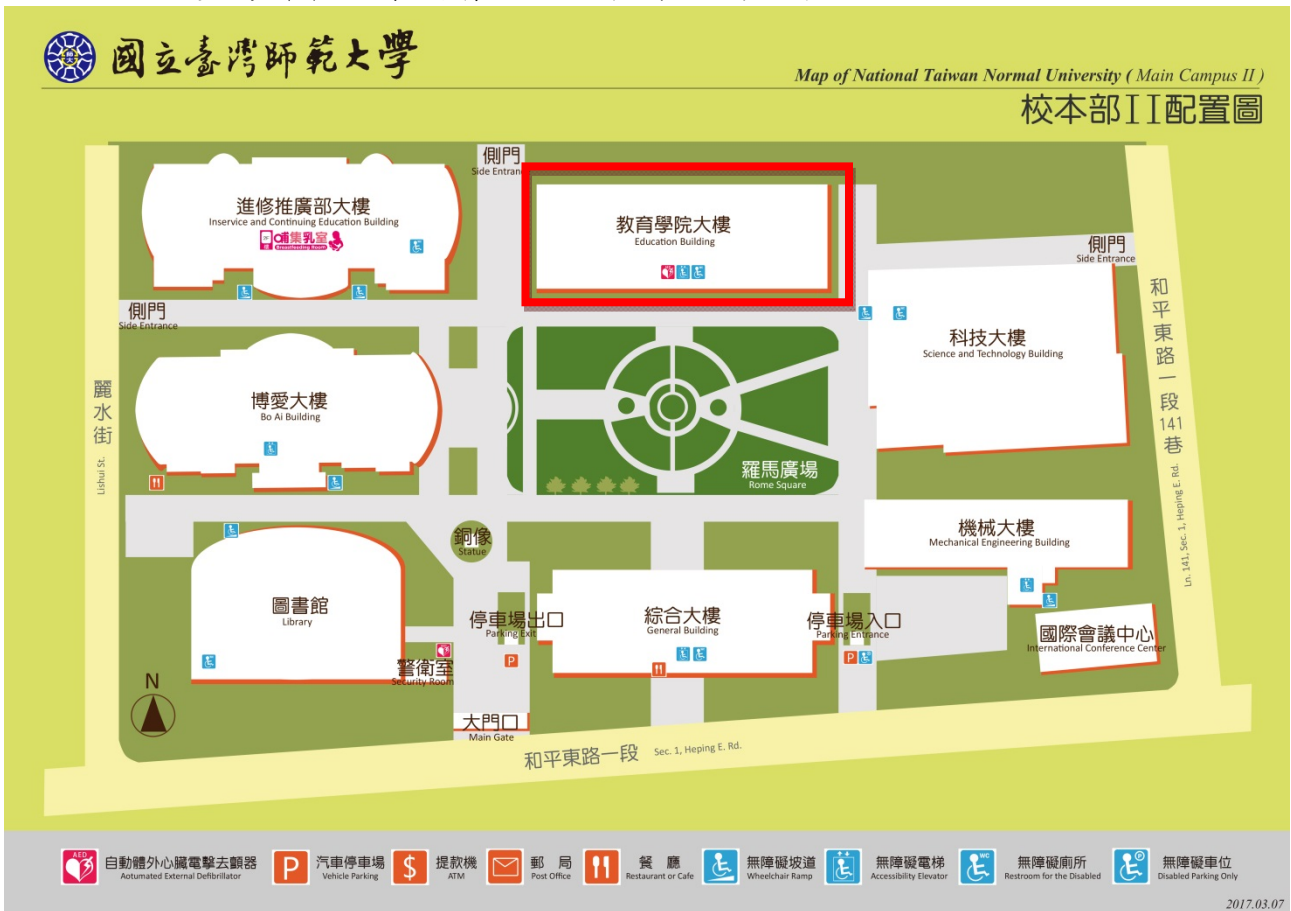 國立臺灣師範大學
Map of National Taiwan Normal University ( Main Campus II )
校本部II配置圖
側門
Side Entran
進修推廣部大樓
Inservice and Continuing Education Building
哺集乳室
Breastfeeding Room
教育學院大樓
Education Building
側門
Side Entrance
側門
Side Entrance
科技大樓
Science and Technology Building
和平東路一段141巷
Ln. 141, Sec. 1, Heping E. Rd.
麗水街
Lishui St.
博愛大樓
Bo Ai Building
羅馬廣場
Rome Square
銅像
Statue
機械大樓
Mechanical Engineering Building
圖書館
Library
停車場出口
Parking Exit
P
綜合大樓
General Building
停車場入口
Parking Entrance
P
國際會議中心
International Conference Center
警衛室
Security Room
N
大門口
Main Gate
和平東路一段 Sec. 1, Heping E. Rd.
AED
自動體外心臟電擊去顫器
Aotumated External Defibrillator
P
汽車停車場
Vehicle Parking
$
提款機
ATM
郵 局
Post Office
餐 廳
Restaurant or Cafe
無障礙坡道
Wheelchair Ramp
無障礙電梯
Accessibility Elevator
WC
無障礙廁所
Restroom for the Disabled
P
無障礙車位
Disabled Parking Only
2017.03.07